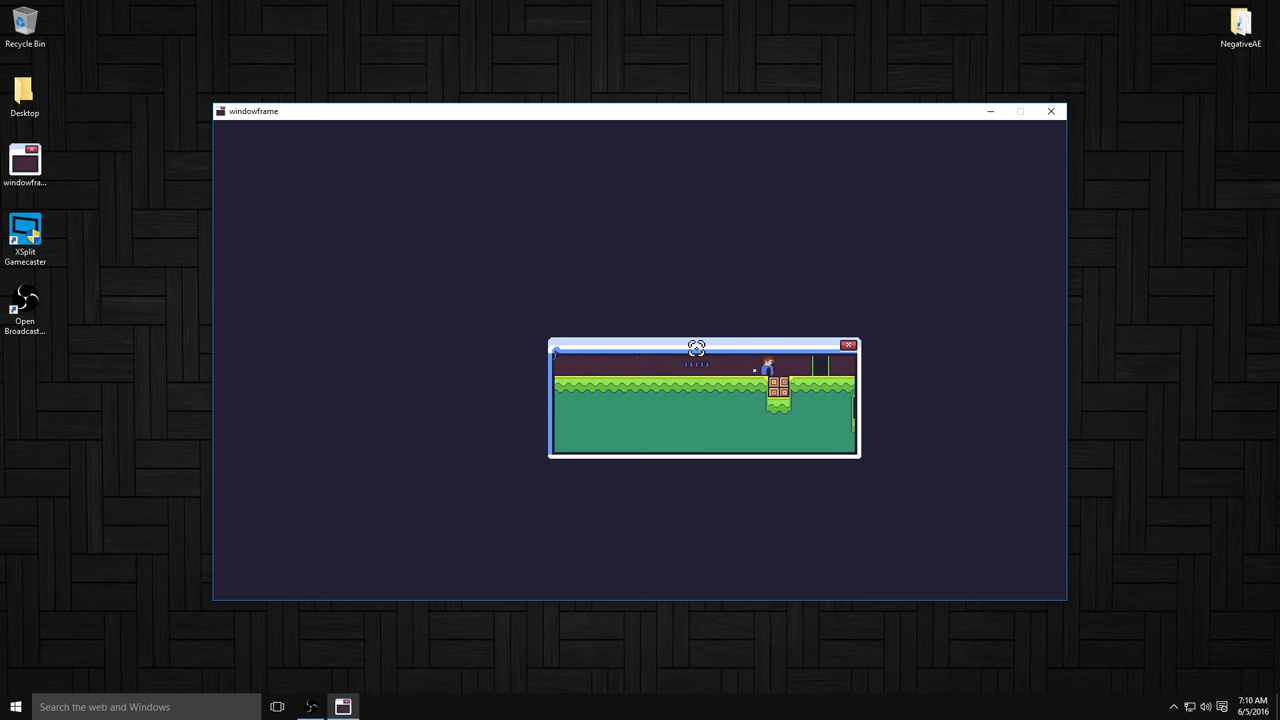 Recycle Bin
Desktop
windowfra...
XSplit
Gamecaster
Open
Broadcast...
NegativeAE
windowframe
Search the web and Windows
7:10 AM
6/5/2016